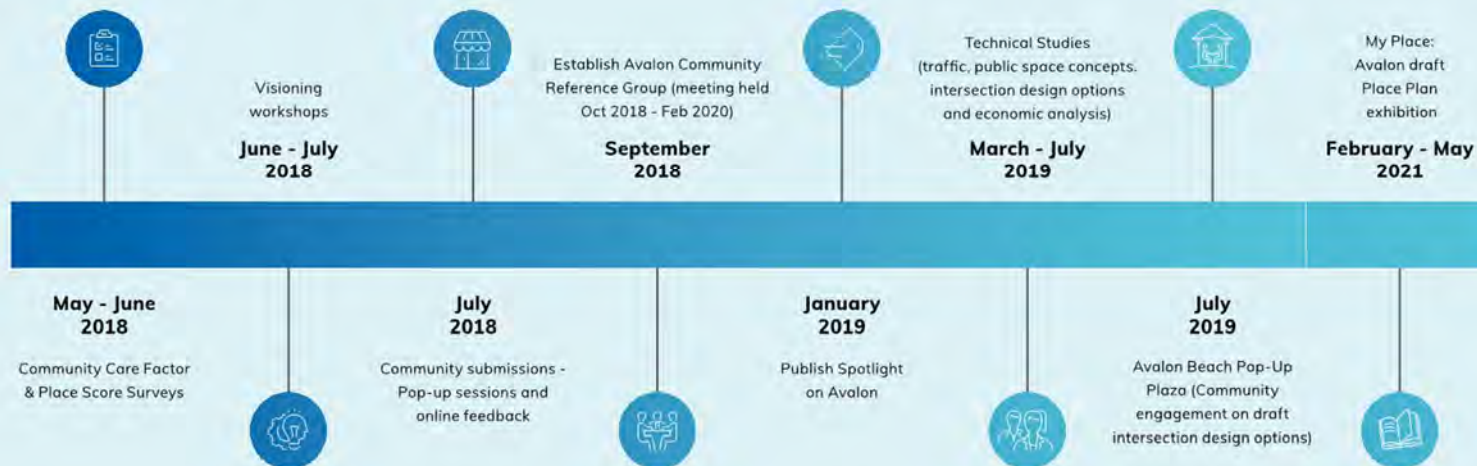 May - June
2018
Community Care Factor
& Place Score Surveys
Visioning
workshops
June - July
2018
July
2018
Community submissions -
Pop-up sessions and
online feedback
Establish Avalon Community
Reference Group (meeting held
Oct 2018 - Feb 2020)
September
2018
January
2019
Publish Spotlight
on Avalon
Technical Studies
(traffic, public space concepts.
intersection design options
and economic analysis)
March - July
2019
July
2019
Avalon Beach Pop-Up
Plaza (Community
engagement on draft
intersection design options)
My Place:
Avalon draft
Place Plan
exhibition
February - May
2021